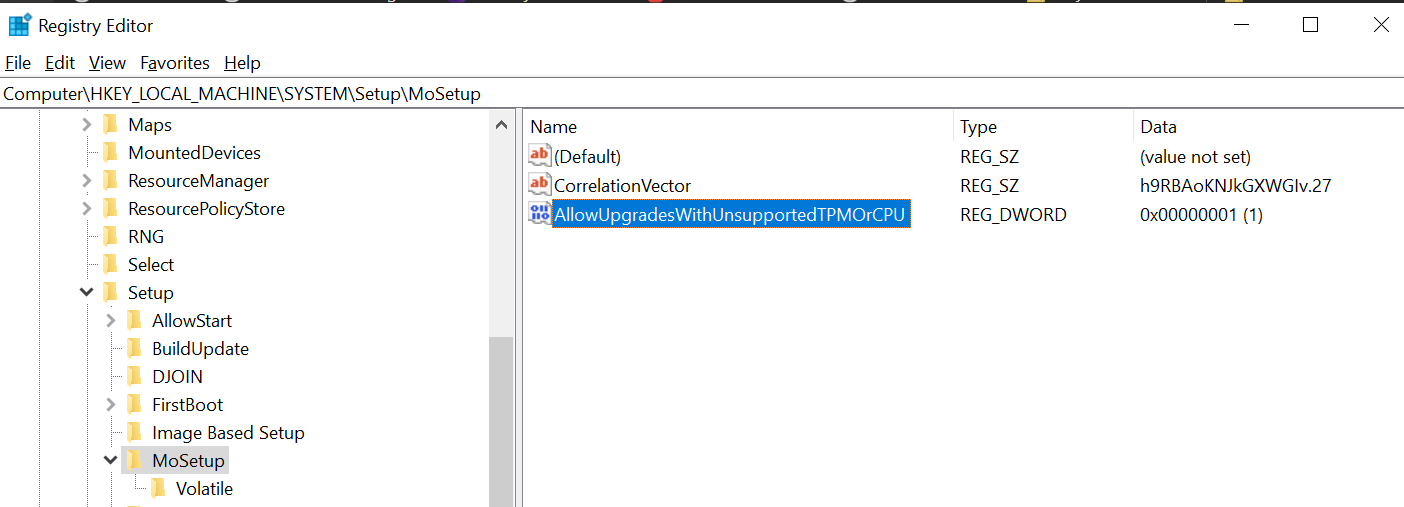 Registry Editor
File Edit View Favorites Help
Computer\HKEY_LOCAL_MACHINE\SYSTEM\Setup\MoSetup
Maps
MountedDevices
ResourceManager
ResourcePolicyStore
RNG
Select
Setup
AllowStart
BuildUpdate
DJOIN
FirstBoot
Image Based Setup
MoSetup
Volatile
Name Type Data
(Default) REG_SZ (value not set)
CorrelationVector REG_SZ h9RBAoKNJkGXWGIv.27
AllowUpgradesWithUnsupportedTPMOrCPU REG_DWORD 0x00000001 (1)